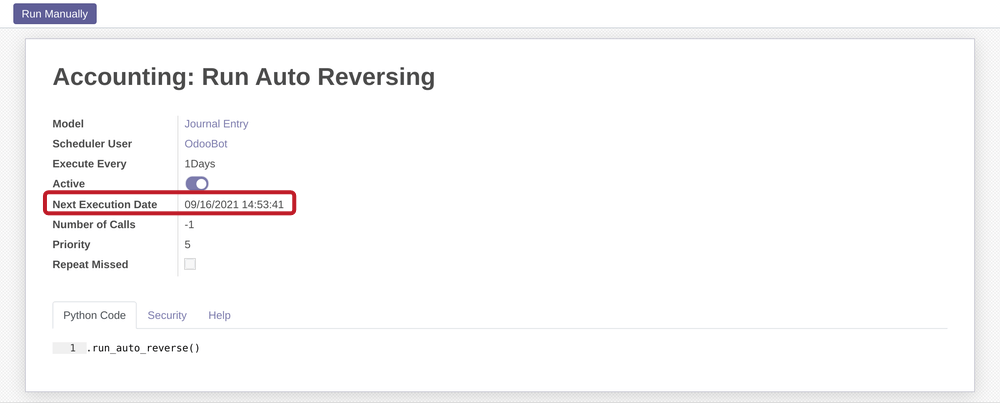 Run Manually
Accounting: Run Auto Reversing
Model Journal Entry
Scheduler User OdooBot
Execute Every 1Days
Active
Next Execution Date 09/16/2021 14:53:41
Number of Calls -1
Priority 5
Repeat Missed
Python Code Security Help
1 .run_auto_reverse()